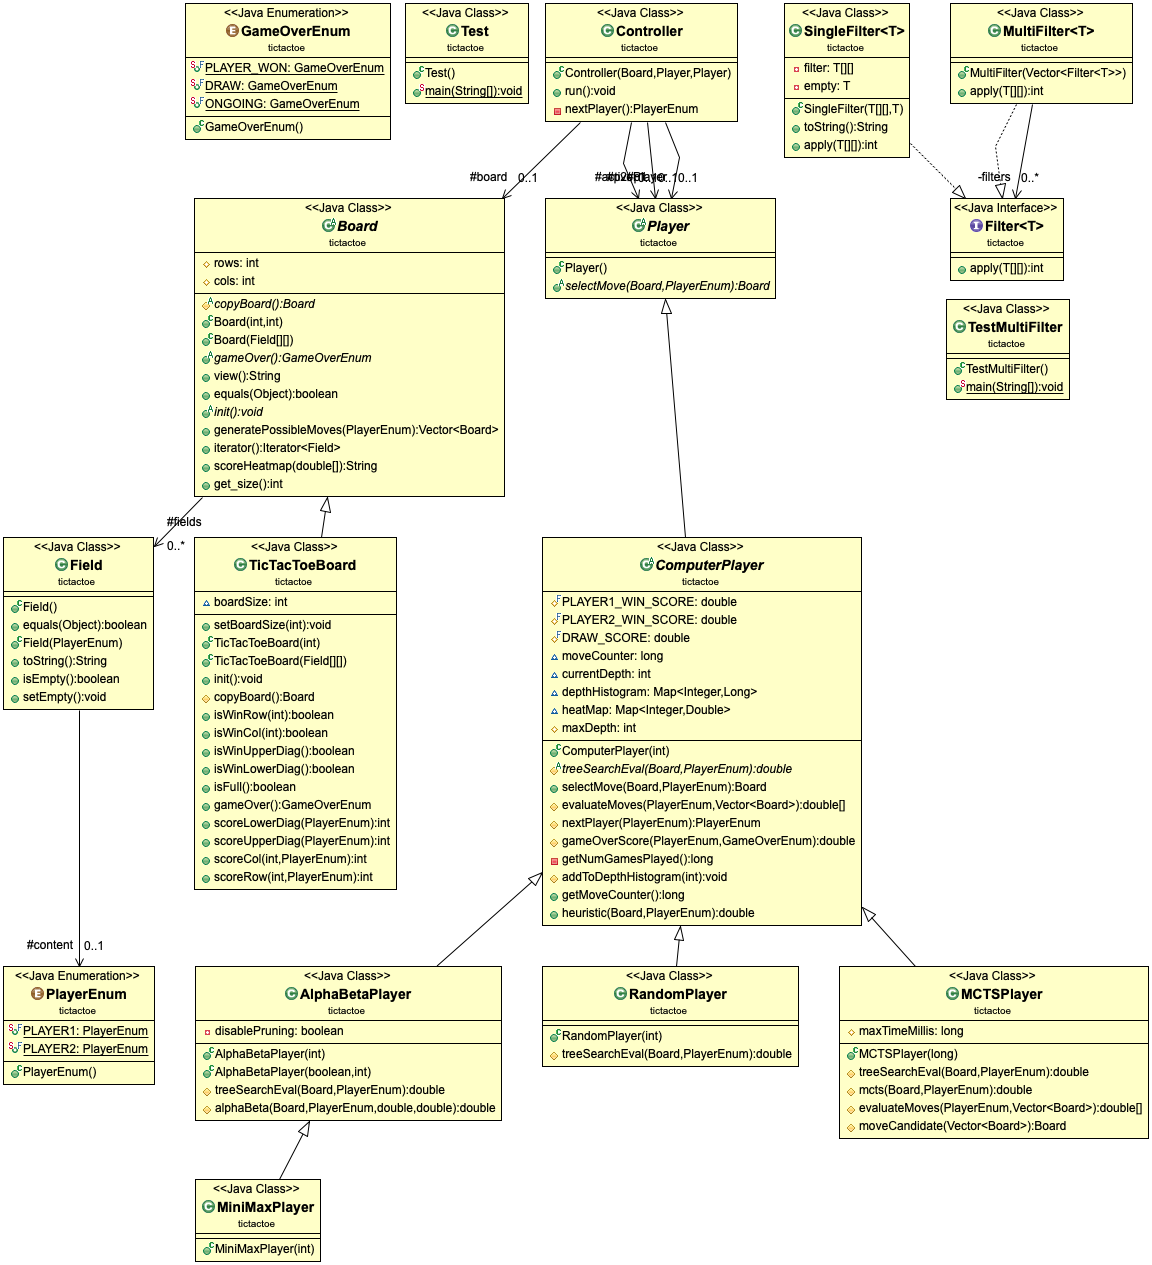 <<Java Enumeration>>
GameOverEnum
tictactoe
PLAYER_WON: GameOverEnum
DRAW: GameOverEnum
ONGOING: GameOverEnum
GameOverEnum()
<<Java Class>>
Test
tictactoe
Test()
main(String[]):void
<<Java Class>>
Controller
tictactoe
Controller(Board,Player,Player)
run():void
nextPlayer():PlayerEnum
<<Java Class>>
SingleFilter<T>
tictactoe
filter: T[][]
empty: T
SingleFilter(T[][],T)
toString():String
apply(T[][]):int
<<Java Class>>
MultiFilter<T>
tictactoe
MultiFilter(Vector<Filter<T>>)
apply(T[][]):int
#board
0..1
0..1
-filters
0..*
<<Java Class>>
Board
tictactoe
rows: int
cols: int
copyBoard():Board
Board(int,int)
Board(Field[][])
gameOver():GameOverEnum
view():String
equals(Object):boolean
init():void
generatePossibleMoves(PlayerEnum):Vector<Board>
iterator():Iterator<Field>
scoreHeatmap(double[]):String
get_size():int
<<Java Class>>
Player
tictactoe
Player()
selectMove(Board,PlayerEnum):Board
<<Java Interface>>
Filter<T>
tictactoe
apply(T[][]):int
<<Java Class>>
TestMultiFilter
tictactoe
TestMultiFilter()
main(String[]):void
#fields
0..*
<<Java Class>>
Field
tictactoe
Field()
equals(Object):boolean
Field(PlayerEnum)
toString():String
isEmpty():boolean
setEmpty():void
<<Java Class>>
TicTacToeBoard
tictactoe
boardSize: int
setBoardSize(int):void
TicTacToeBoard(int)
TicTacToeBoard(Field[][])
init():void
copyBoard():Board
isWinRow(int):boolean
isWinCol(int):boolean
isWinUpperDiag():boolean
isWinLowerDiag():boolean
isFull():boolean
gameOver():GameOverEnum
scoreLowerDiag(PlayerEnum):int
scoreUpperDiag(PlayerEnum):int
scoreCol(int,PlayerEnum):int
scoreRow(int,PlayerEnum):int
<<Java Class>>
ComputerPlayer
tictactoe
PLAYER1_WIN_SCORE: double
PLAYER2_WIN_SCORE: double
DRAW_SCORE: double
moveCounter: long
currentDepth: int
depthHistogram: Map<Integer,Long>
heatMap: Map<Integer,Double>
maxDepth: int
ComputerPlayer(int)
treeSearchEval(Board,PlayerEnum):double
selectMove(Board,PlayerEnum):Board
evaluateMoves(PlayerEnum,Vector<Board>):double[]
nextPlayer(PlayerEnum):PlayerEnum
gameOverScore(PlayerEnum,GameOverEnum):double
getNumGamesPlayed():long
addToDepthHistogram(int):void
getMoveCounter():long
heuristic(Board,PlayerEnum):double
#content
0..1
<<Java Enumeration>>
PlayerEnum
tictactoe
PLAYER1: PlayerEnum
PLAYER2: PlayerEnum
PlayerEnum()
<<Java Class>>
AlphaBetaPlayer
tictactoe
disablePruning: boolean
AlphaBetaPlayer(int)
AlphaBetaPlayer(boolean,int)
treeSearchEval(Board,PlayerEnum):double
alphaBeta(Board,PlayerEnum,double,double):double
<<Java Class>>
RandomPlayer
tictactoe
RandomPlayer(int)
treeSearchEval(Board,PlayerEnum):double
<<Java Class>>
MCTSPlayer
tictactoe
maxTimeMillis: long
MCTSPlayer(long)
treeSearchEval(Board,PlayerEnum):double
mcts(Board,PlayerEnum):double
evaluateMoves(PlayerEnum,Vector<Board>):double[]
moveCandidate(Vector<Board>):Board
<<Java Class>>
MiniMaxPlayer
tictactoe
MiniMaxPlayer(int)